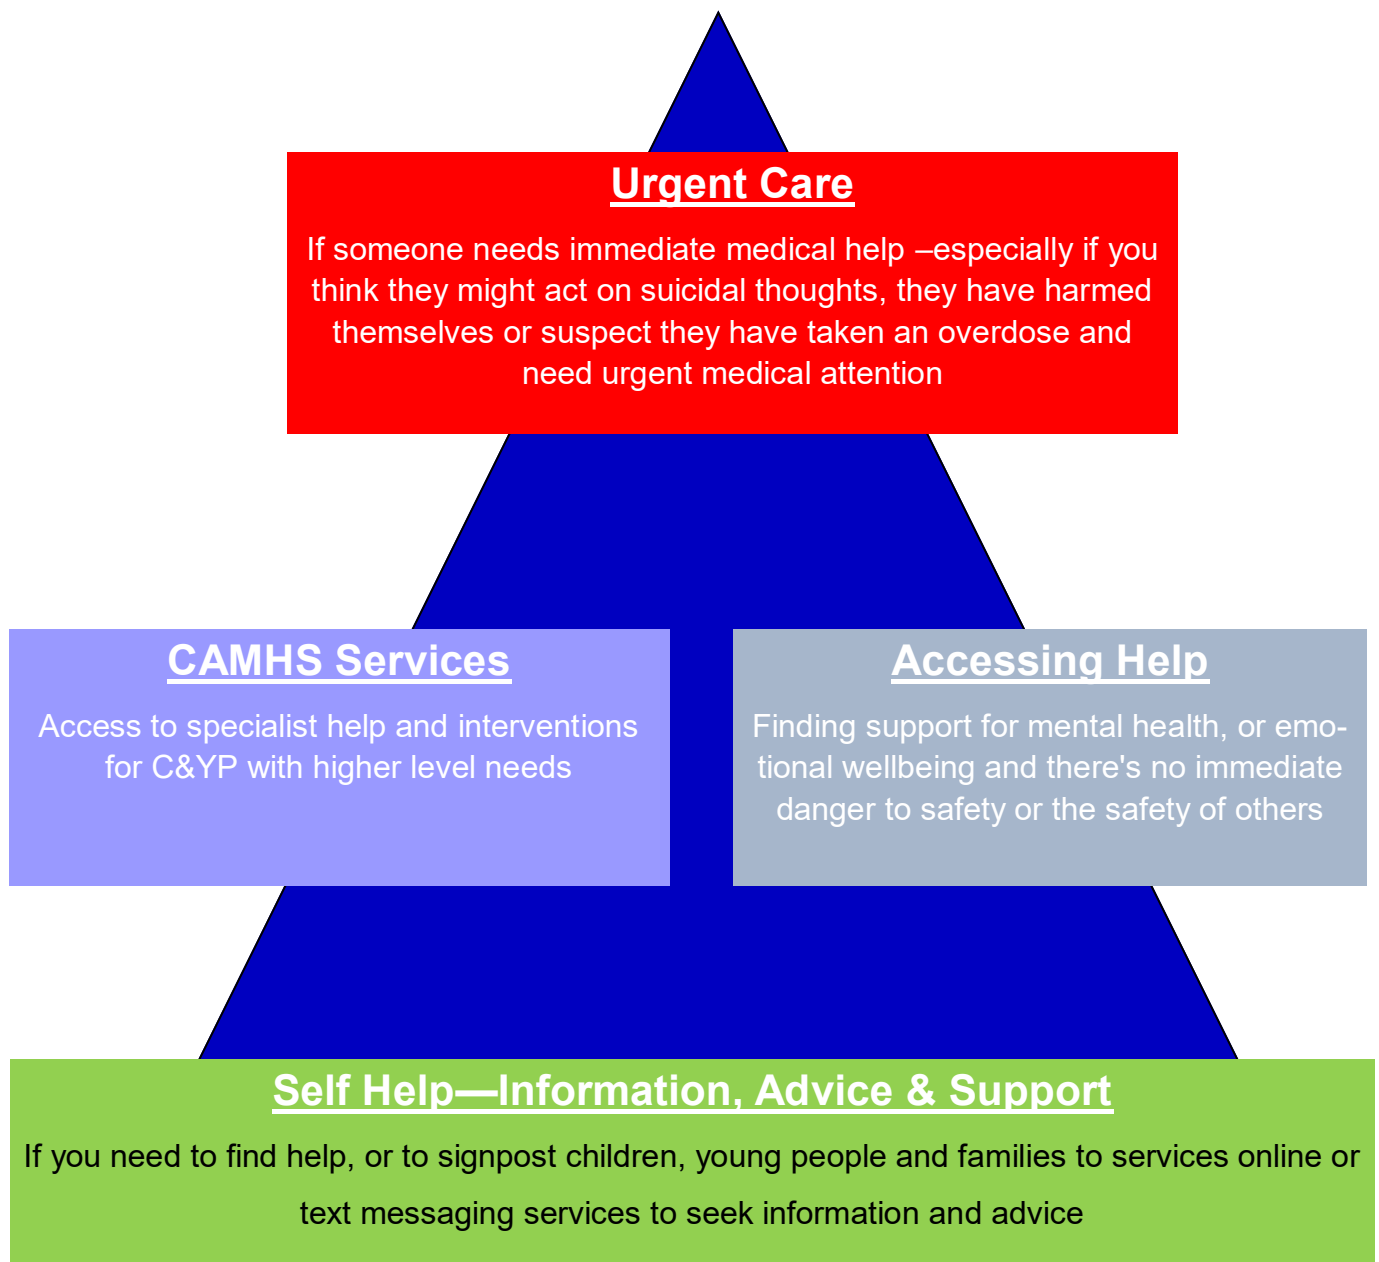 Urgent Care
If someone needs immediate medical help –especially if you
think they might act on suicidal thoughts, they have harmed
themselves or suspect they have taken an overdose and
need urgent medical attention
CAMHS Services
Access to specialist help and interventions
for C&YP with higher level needs
Accessing Help
Finding support for mental health, or emo-
tional wellbeing and there's no immediate
danger to safety or the safety of others
Self Help—Information, Advice & Support
If you need to find help, or to signpost children, young people and families to services online or
text messaging services to seek information and advice